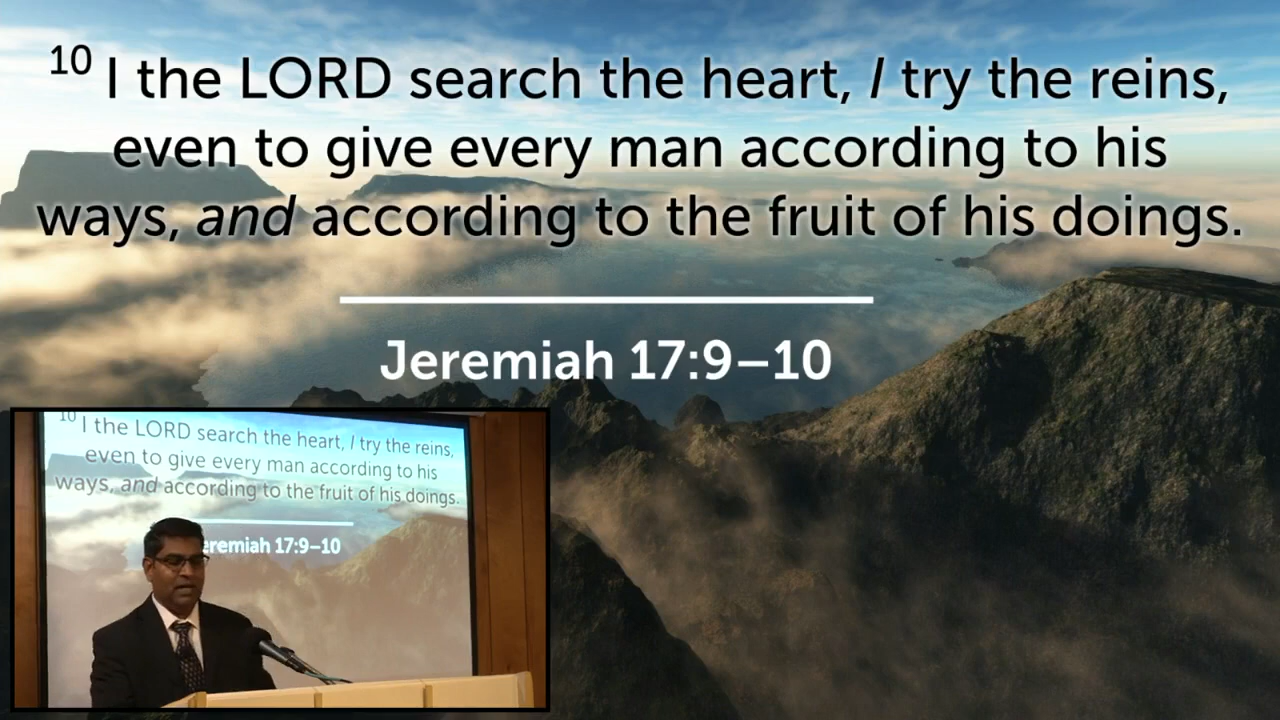 10 I the LORD search the heart, I try the reins,
even to give every man according to his
ways, and according to the fruit of his doings.
Jeremiah 17:9–10
10 I the LORD search the heart, I try the reins,
even to give every man according to his
ways, and according to the fruit of his doings.
eremiah 17:9–10